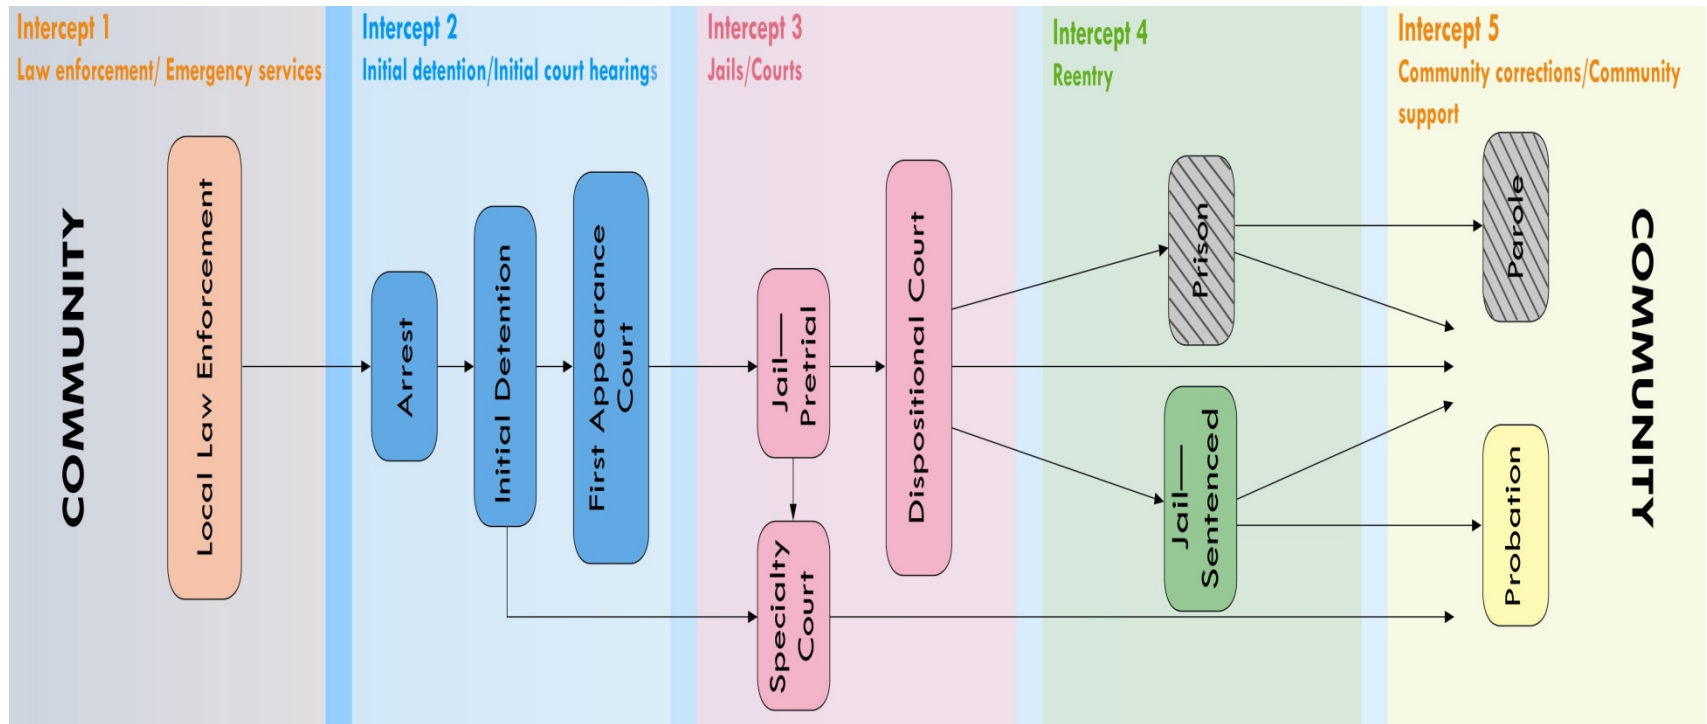 Intercept 1
Law enforcement/ Emergency services
COMMUNITY
Local Law Enforcement
Intercept 2
Initial detention/Initial court hearings
Arrest
Initial Detention
First Appearance
Court
Intercept 3
Jails/Courts
Jail—
Pretrial
Specialty
Court
Dispositional Court
Intercept 4
Reentry
Prison
Jail—
Sentenced
Intercept 5
Community corrections/Community
support
Parole
Probation
COMMUNITY